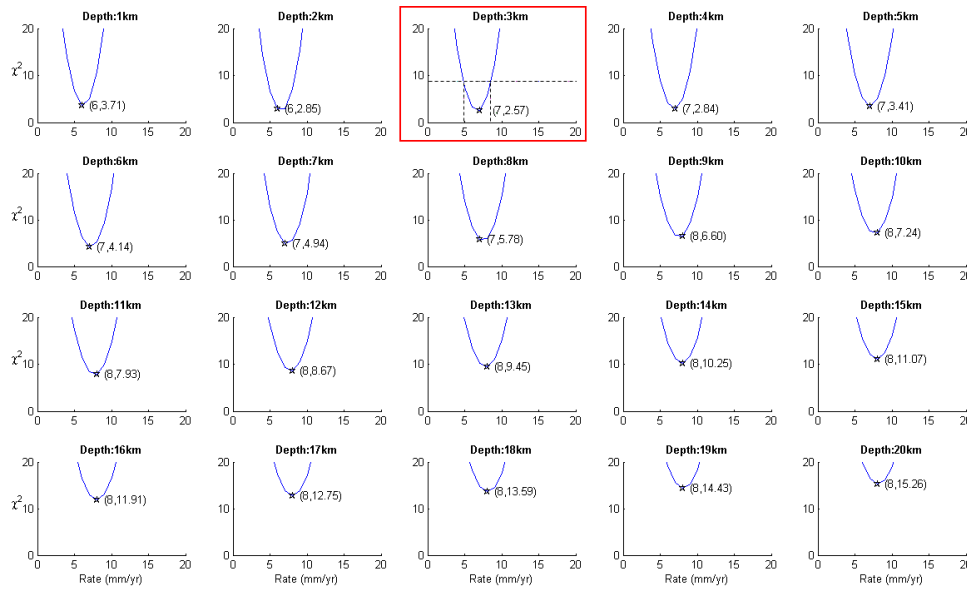 Depth:1km Depth:2km Depth:3km Depth:4km Depth:5km
20 20 20 20 20
χ² 10 10 10 10 10
(6,3.71) (6,2.85) (7,2.57) (7,2.84) (7,3.41)
0 0 0 0 0
0 5 10 15 20 0 5 10 15 20 0 5 10 15 20 0 5 10 15 20 0 5 10 15 20
Depth:6km Depth:7km Depth:8km Depth:9km Depth:10km
20 20 20 20 20
χ² 10 10 10 10 10
(7,4.14) (7,4.94) (7,5.78) (8,6.60) (8,7.24)
0 0 0 0 0
0 5 10 15 20 0 5 10 15 20 0 5 10 15 20 0 5 10 15 20 0 5 10 15 20
Depth:11km Depth:12km Depth:13km Depth:14km Depth:15km
20 20 20 20 20
χ² 10 10 10 10 10
(8,7.93) (8,8.67) (8,9.45) (8,10.25) (8,11.07)
0 0 0 0 0
0 5 10 15 20 0 5 10 15 20 0 5 10 15 20 0 5 10 15 20 0 5 10 15 20
Depth:16km Depth:17km Depth:18km Depth:19km Depth:20km
20 20 20 20 20
(8,11.91) (8,12.75) (8,13.59) (8,14.43) (8,15.26)
χ² 10 10 10 10 10
0 0 0 0 0
0 5 10 15 20 0 5 10 15 20 0 5 10 15 20 0 5 10 15 20 0 5 10 15 20
Rate (mm/yr) Rate (mm/yr) Rate (mm/yr) Rate (mm/yr) Rate (mm/yr)